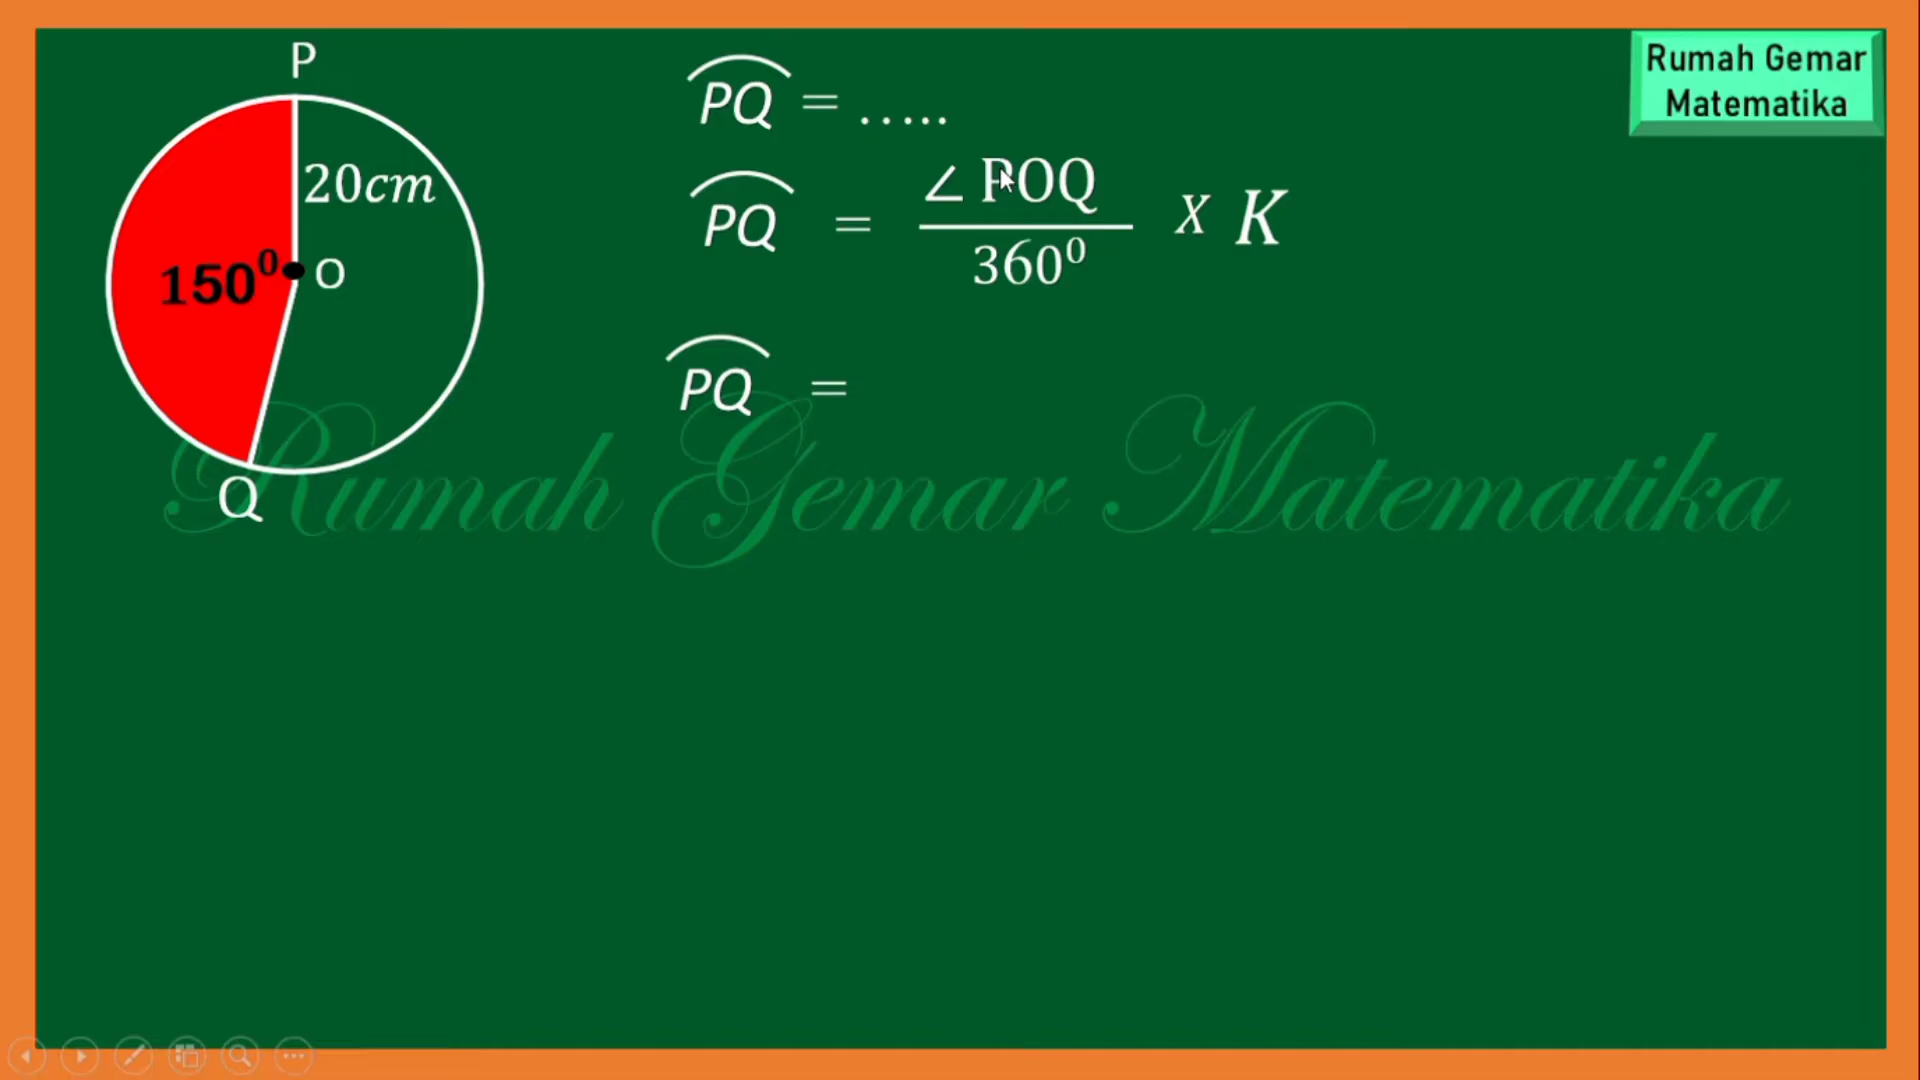 P
20cm
150⁰
O
Q
PQ = .....
PQ = ∠ POQ / 360⁰ X K
PQ =
Rumah Gemar
Matematika
Rumah Gemar Matematika